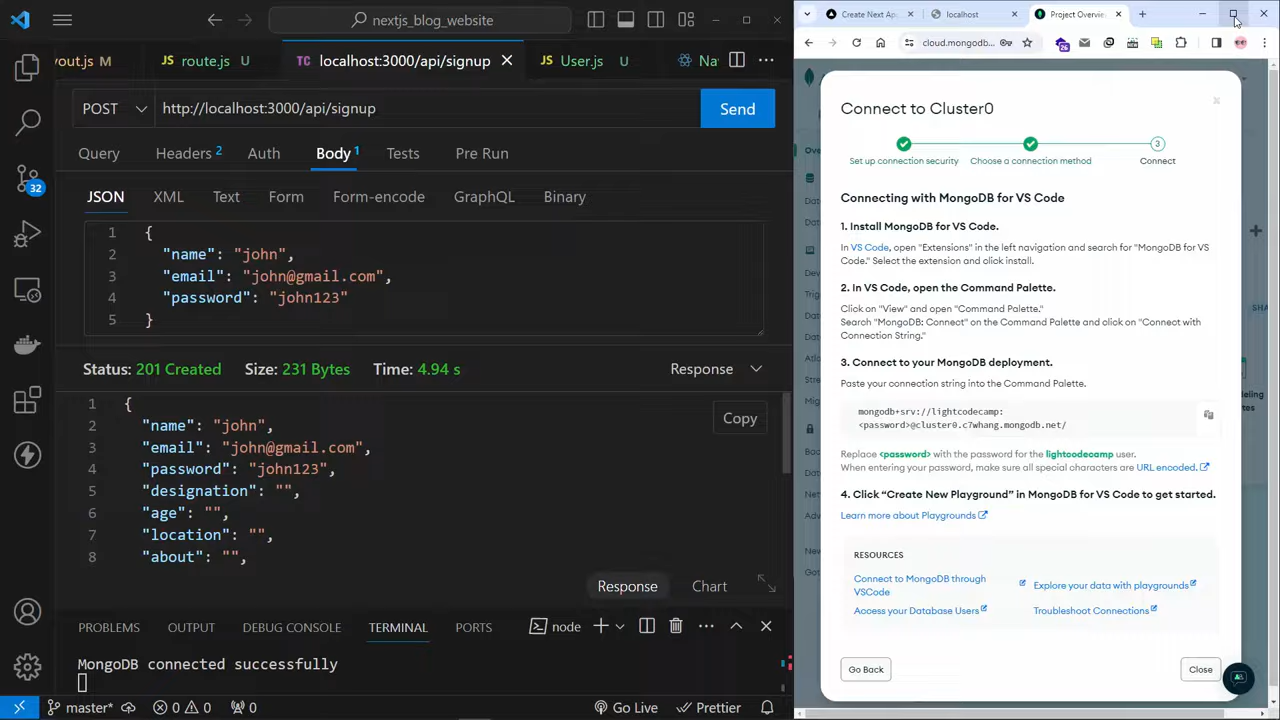 nextjs_blog_website
Create Next Ap
localhost
Project Overvie
cloud.mongodb...
26
vout.js M
route.js U
TC localhost:3000/api/signup
User.js U
Na
POST
http://localhost:3000/api/signup
Send
Query
Headers 2
Auth
Body 1
Tests
Pre Run
JSON
XML
Text
Form
Form-encode
GraphQL
Binary
1 {
2 "name": "john",
3 "email": "john@gmail.com",
4 "password": "john123"
5 }
Status: 201 Created Size: 231 Bytes Time: 4.94 s
Response
1 {
2 "name": "john",
3 "email": "john@gmail.com",
4 "password": "john123",
5 "designation": "",
6 "age": "",
7 "location": "",
8 "about": "",
Copy
Response
Chart
PROBLEMS
OUTPUT
DEBUG CONSOLE
TERMINAL
PORTS
node
MongoDB connected successfully
32
master*
0 0
0
Go Live
Prettier
Connect to Cluster0
3
Set up connection security
Choose a connection method
Connect
Connecting with MongoDB for VS Code
1. Install MongoDB for VS Code.
In VS Code, open "Extensions" in the left navigation and search for "MongoDB for VS
Code." Select the extension and click install.
2. In VS Code, open the Command Palette.
Click on "View" and open "Command Palette."
Search "MongoDB: Connect" on the Command Palette and click on "Connect with
Connection String."
3. Connect to your MongoDB deployment.
Paste your connection string into the Command Palette.
mongodb+srv://lightcodecamp:
<password>@cluster0.c7whang.mongodb.net/
Replace <password> with the password for the lightcodecamp user.
When entering your password, make sure all special characters are URL encoded.
4. Click “Create New Playground” in MongoDB for VS Code to get started.
Learn more about Playgrounds
RESOURCES
Connect to MongoDB through
VSCode
Explore your data with playgrounds
Access your Database Users
Troubleshoot Connections
Go Back
Close